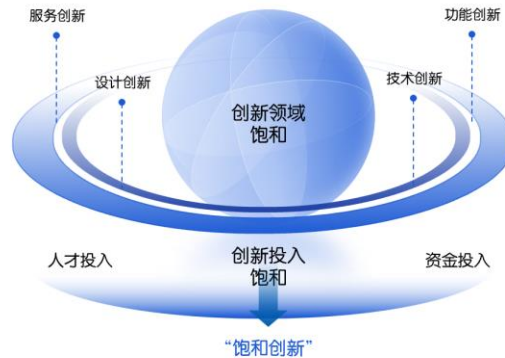 服务创新
功能创新
设计创新
技术创新
创新领域
饱和
人才投入
创新投入
饱和
资金投入
“饱和创新”